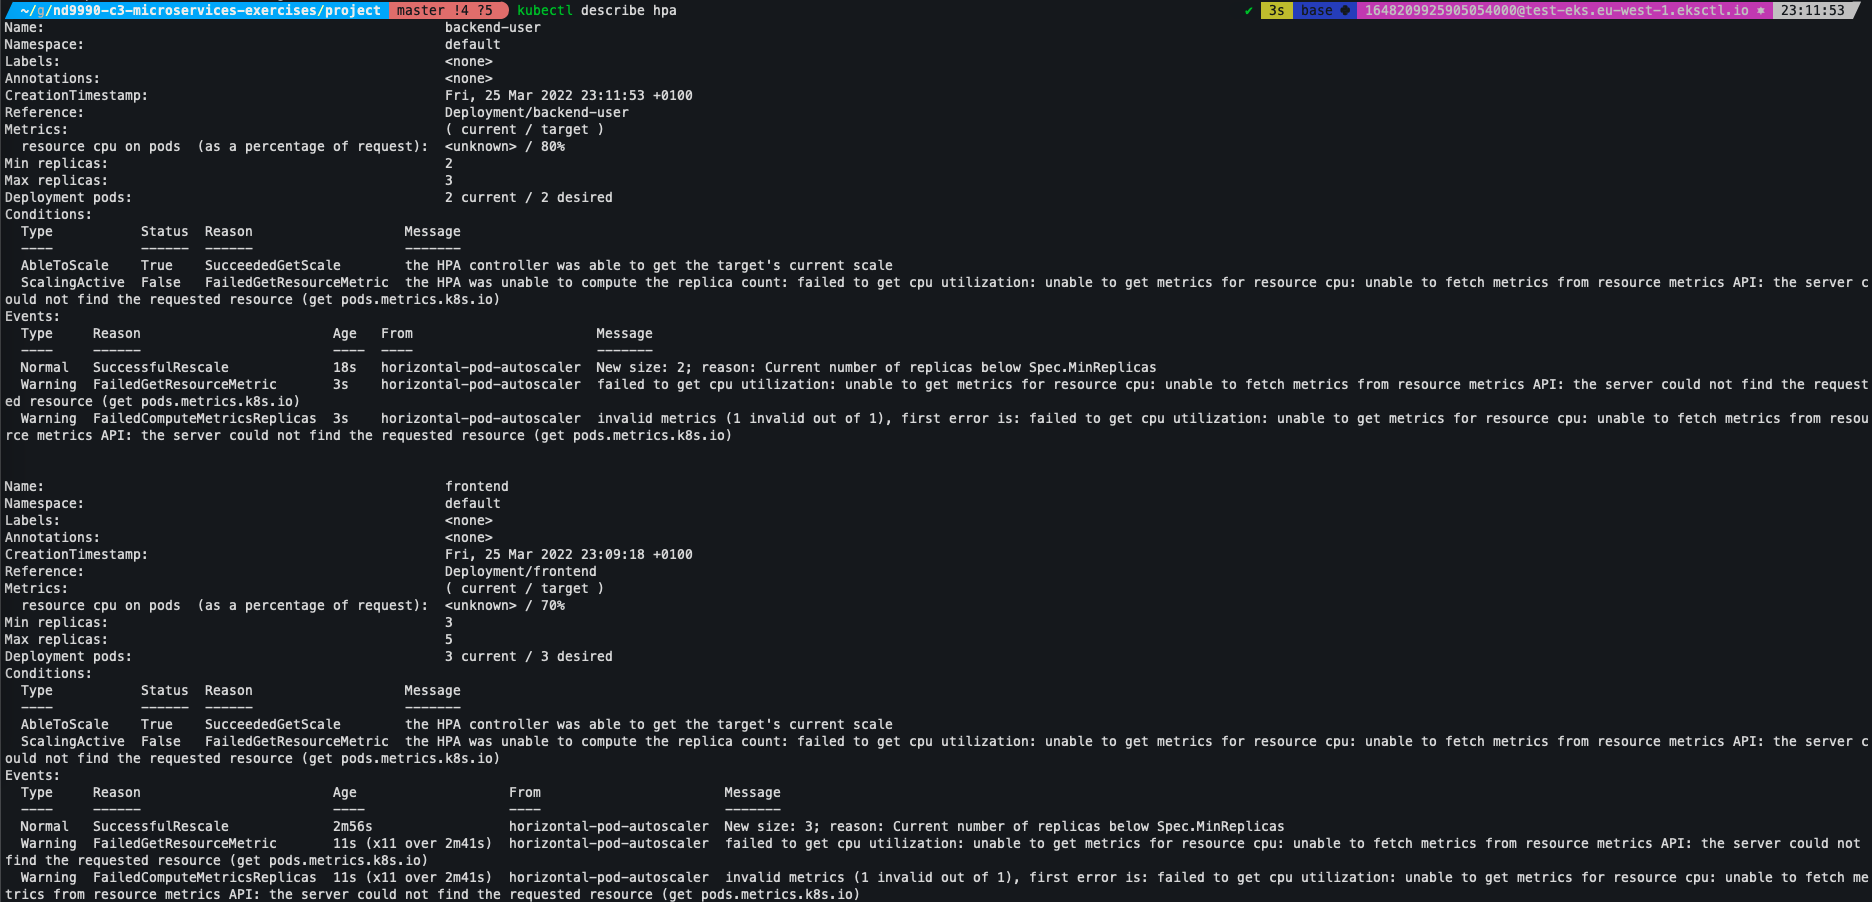 ~/g/nd9990-c3-microservices-exercises/project master !4 ?5 kubectl describe hpa ✔ 3s base 1648209925905054000@test-eks.eu-west-1.eksctl.io ⎈ 23:11:53
Name: backend-user
Namespace: default
Labels: <none>
Annotations: <none>
CreationTimestamp: Fri, 25 Mar 2022 23:11:53 +0100
Reference: Deployment/backend-user
Metrics: ( current / target )
resource cpu on pods (as a percentage of request): <unknown> / 80%
Min replicas: 2
Max replicas: 3
Deployment pods: 2 current / 2 desired
Conditions:
Type Status Reason Message
---- ------ ------ -------
AbleToScale True SucceededGetScale the HPA controller was able to get the target's current scale
ScalingActive False FailedGetResourceMetric the HPA was unable to compute the replica count: failed to get cpu utilization: unable to get metrics for resource cpu: unable to fetch metrics from resource metrics API: the server c
ould not find the requested resource (get pods.metrics.k8s.io)
Events:
Type Reason Age From Message
---- ------ ---- ---- -------
Normal SuccessfulRescale 18s horizontal-pod-autoscaler New size: 2; reason: Current number of replicas below Spec.MinReplicas
Warning FailedGetResourceMetric 3s horizontal-pod-autoscaler failed to get cpu utilization: unable to get metrics for resource cpu: unable to fetch metrics from resource metrics API: the server could not find the request
ed resource (get pods.metrics.k8s.io)
Warning FailedComputeMetricsReplicas 3s horizontal-pod-autoscaler invalid metrics (1 invalid out of 1), first error is: failed to get cpu utilization: unable to get metrics for resource cpu: unable to fetch metrics from resou
rce metrics API: the server could not find the requested resource (get pods.metrics.k8s.io)
Name: frontend
Namespace: default
Labels: <none>
Annotations: <none>
CreationTimestamp: Fri, 25 Mar 2022 23:09:18 +0100
Reference: Deployment/frontend
Metrics: ( current / target )
resource cpu on pods (as a percentage of request): <unknown> / 70%
Min replicas: 3
Max replicas: 5
Deployment pods: 3 current / 3 desired
Conditions:
Type Status Reason Message
---- ------ ------ -------
AbleToScale True SucceededGetScale the HPA controller was able to get the target's current scale
ScalingActive False FailedGetResourceMetric the HPA was unable to compute the replica count: failed to get cpu utilization: unable to get metrics for resource cpu: unable to fetch metrics from resource metrics API: the server c
ould not find the requested resource (get pods.metrics.k8s.io)
Events:
Type Reason Age From Message
---- ------ ---- ---- -------
Normal SuccessfulRescale 2m56s horizontal-pod-autoscaler New size: 3; reason: Current number of replicas below Spec.MinReplicas
Warning FailedGetResourceMetric 11s (x11 over 2m41s) horizontal-pod-autoscaler failed to get cpu utilization: unable to get metrics for resource cpu: unable to fetch metrics from resource metrics API: the server could not
find the requested resource (get pods.metrics.k8s.io)
Warning FailedComputeMetricsReplicas 11s (x11 over 2m41s) horizontal-pod-autoscaler invalid metrics (1 invalid out of 1), first error is: failed to get cpu utilization: unable to get metrics for resource cpu: unable to fetch me
trics from resource metrics API: the server could not find the requested resource (get pods.metrics.k8s.io)